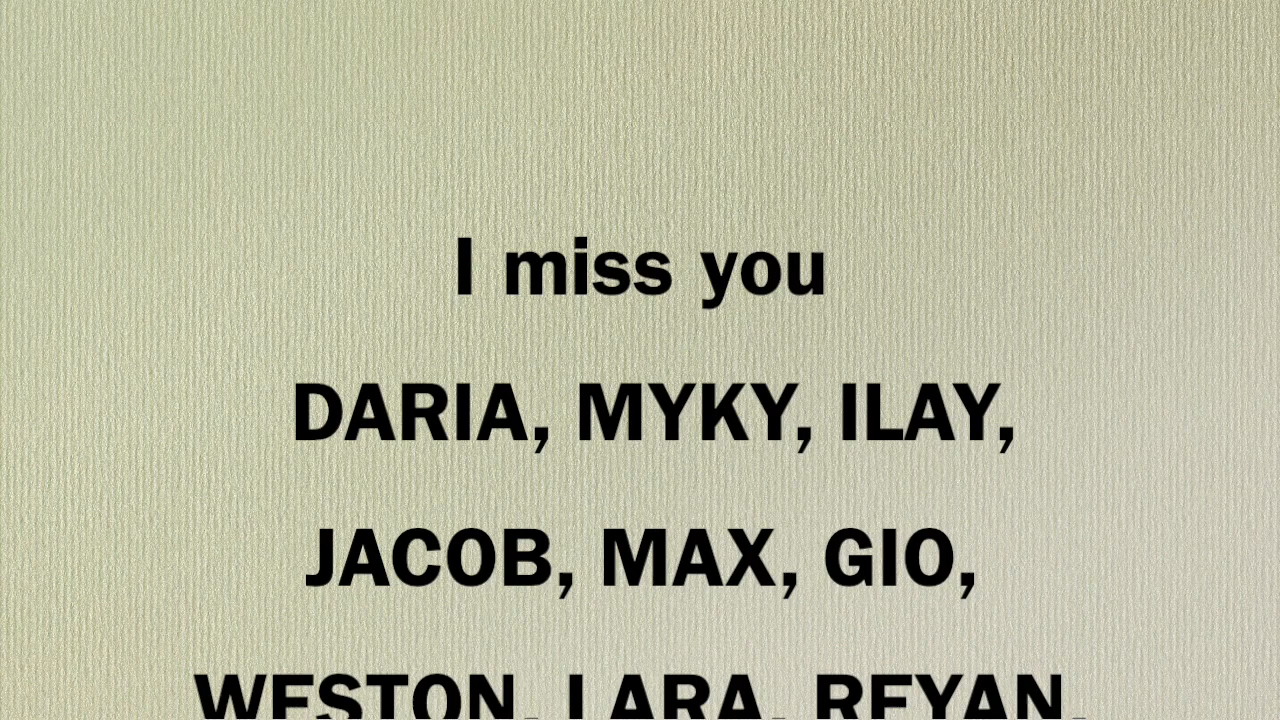 I miss you
DARIA, MYKY, ILAY,
JACOB, MAX, GIO,
WESTON, LARA, REYAN,